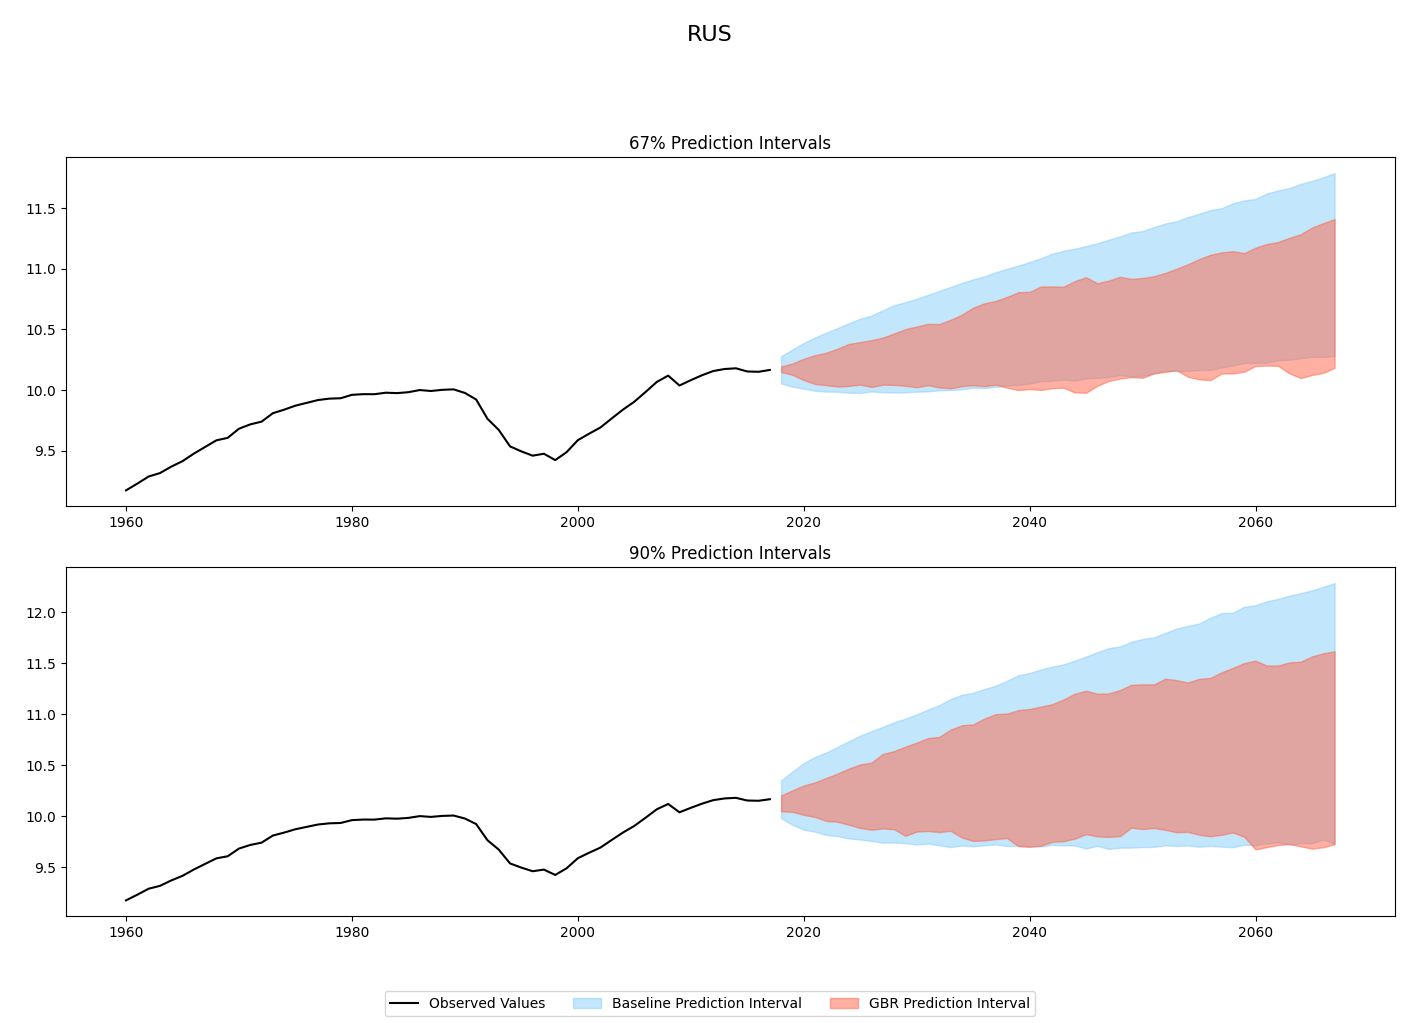 RUS
67% Prediction Intervals
11.5
11.0
10.5
10.0
9.5
1960 1980 2000 2020 2040 2060
90% Prediction Intervals
12.0
11.5
11.0
10.5
10.0
9.5
1960 1980 2000 2020 2040 2060
Observed Values Baseline Prediction Interval GBR Prediction Interval